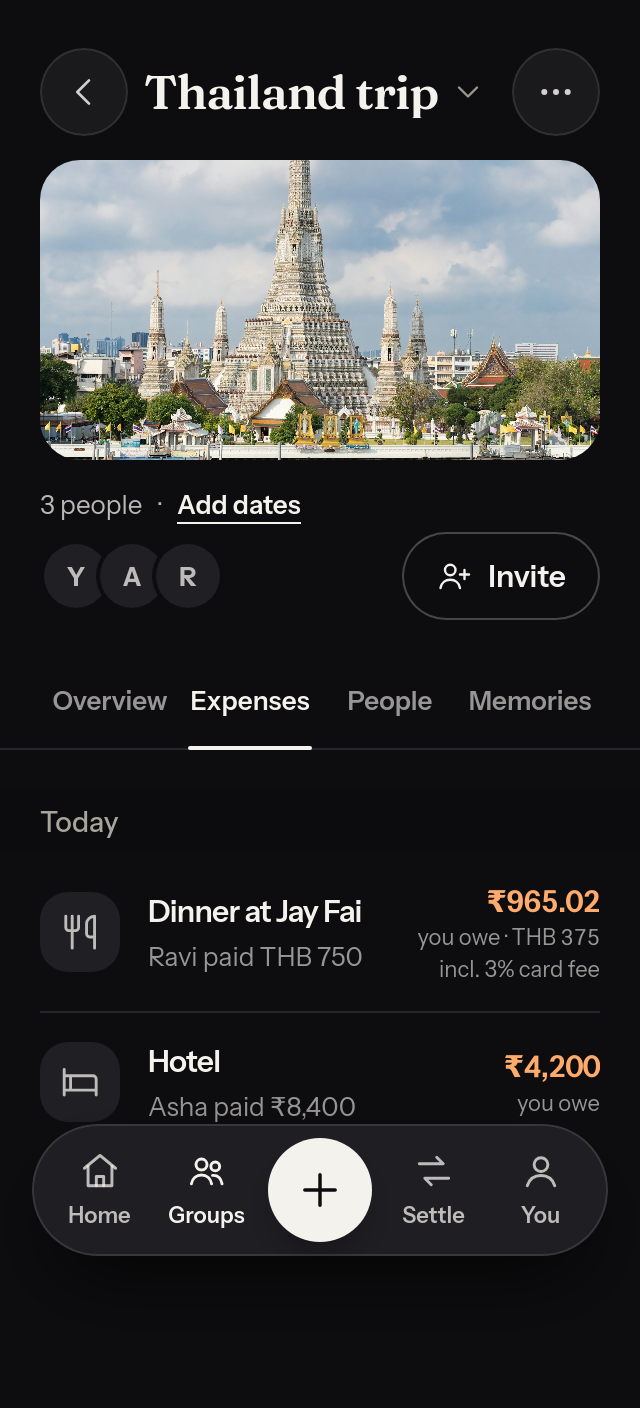 Thailand trip
3 people · Add dates
Y A R
Invite
Overview Expenses People Memories
Today
Dinner at Jay Fai
₹965.02
Ravi paid THB 750
you owe · THB 375
incl. 3% card fee
Hotel
₹4,200
Asha paid ₹8,400
you owe
Home Groups Settle You